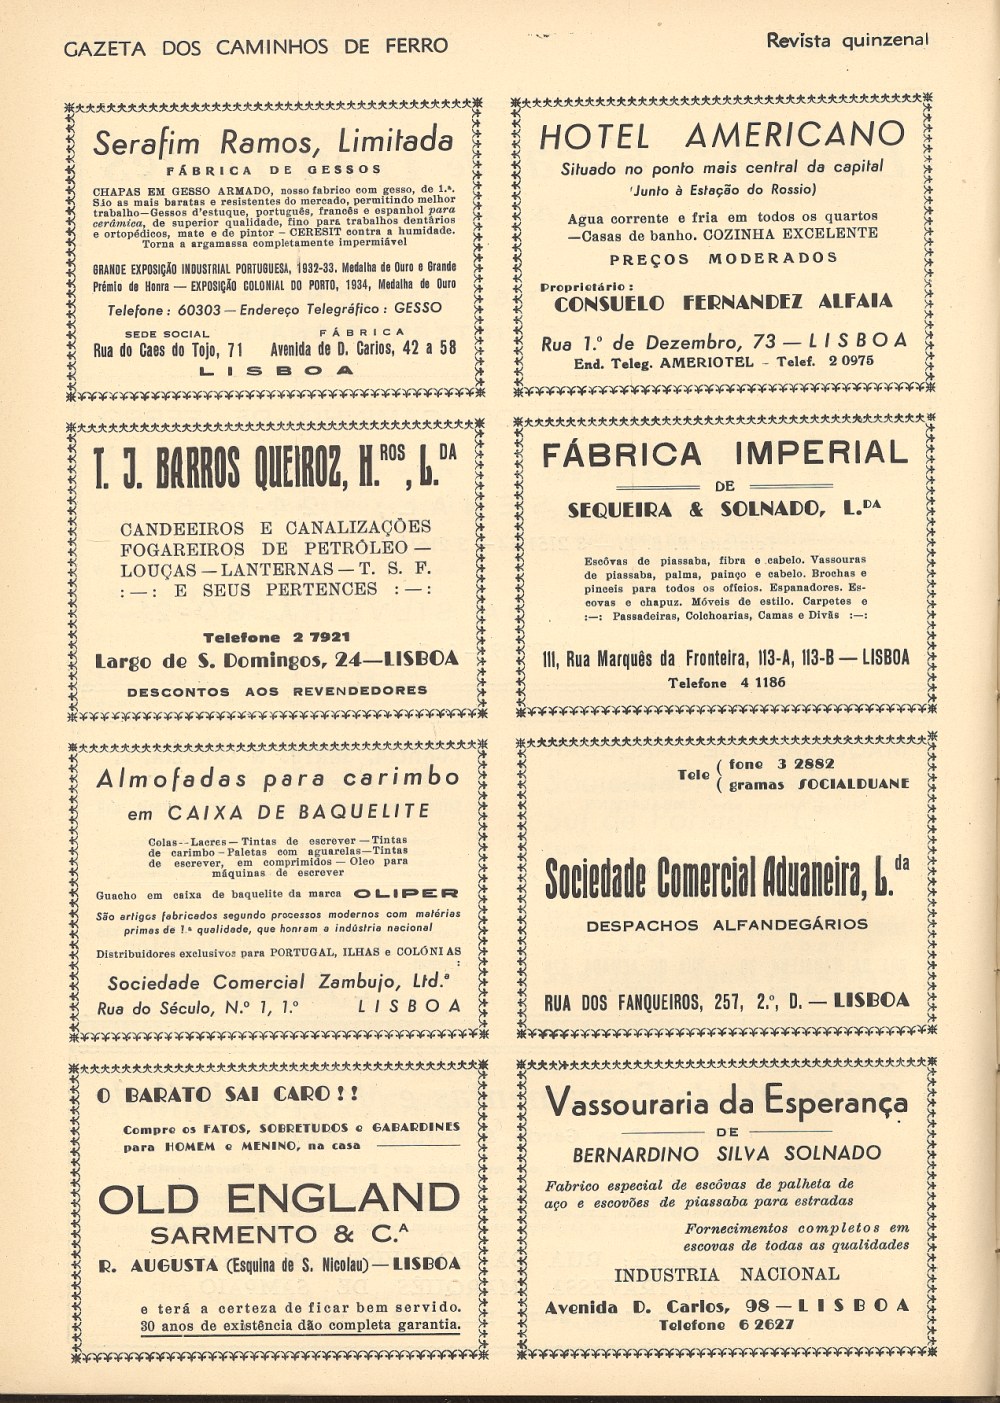 GAZETA DOS CAMINHOS DE FERRO
Revista quinzenal
Serafim Ramos, Limitada
FÁBRICA DE GESSOS
CHAPAS EM GESSO ARMADO, nosso fabrico com gesso, de 1.ª.
São as mais baratas e resistentes do mercado, permitindo melhor
trabalho—Gessos d'estuque, português, francês e espanhol para
cerâmica, de superior qualidade, fino para trabalhos dentários
e ortopédicos, mate e de pintor – CERESIT contra a humidade.
Torna a argamassa completamente impermiável
GRANDE EXPOSIÇÃO INDUSTRIAL PORTUGUESA, 1932-33, Medalha de Ouro e Grande
Prémio de Honra — EXPOSIÇÃO COLONIAL DO PORTO, 1934, Medalha de Ouro
Telefone: 60303 — Endereço Telegráfico: GESSO
SEDE SOCIAL FÁBRICA
Rua do Caes do Tojo, 71 Avenida de D. Carlos, 42 a 58
LISBOA
HOTEL AMERICANO
Situado no ponto mais central da capital
'Junto à Estação do Rossio)
Agua corrente e fria em todos os quartos
—Casas de banho. COZINHA EXCELENTE
PREÇOS MODERADOS
Proprietário:
CONSUELO FERNANDEZ ALFAIA
Rua 1.º de Dezembro, 73 — LISBOA
End. Teleg. AMERIOTEL – Telef. 2 0975
T. J. BARROS QUEIROZ, H.ROS, L.DA
CANDEEIROS E CANALIZAÇÕES
FOGAREIROS DE PETRÓLEO —
LOUÇAS — LANTERNAS — T. S. F.
:—: E SEUS PERTENCES :—:
Telefone 2 7921
Largo de S. Domingos, 24—LISBOA
DESCONTOS AOS REVENDEDORES
FÁBRICA IMPERIAL
DE
SEQUEIRA & SOLNADO, L.DA
Escôvas de piassaba, fibra e cabelo. Vassouras
de piassaba, palma, painço e cabelo. Brochas e
pinceis para todos os ofícios. Espanadores. Es-
covas e chapuz. Móveis de estilo. Carpetes e
:—: Passadeiras, Colchoarias, Camas e Divãs :—:
111, Rua Marquês da Fronteira, 113-A, 113-B — LISBOA
Telefone 4 1186
Almofadas para carimbo
em CAIXA DE BAQUELITE
Colas--Lacres — Tintas de escrever — Tintas
de carimbo – Paletas com aguarelas—Tintas
de escrever, em comprimidos — Oleo para
máquinas de escrever
Guacho em caixa de baquelite da marca OLIPER
São artigos fabricados segundo processos modernos com matérias
primas de 1.ª qualidade, que honram a indústria nacional
Distribuidores exclusivos para PORTUGAL, ILHAS e COLÓNIAS
:
Sociedade Comercial Zambujo, Ltd.ª
Rua do Século, N.º 1, 1.º LISBOA
Tele ( fone 3 2882
( gramas SOCIALDUANE
Sociedade Comercial Aduaneira, L.da
DESPACHOS ALFANDEGÁRIOS
RUA DOS FANQUEIROS, 257, 2.º, D. — LISBOA
O BARATO SAI CARO!!
Compre os FATOS, SOBRETUDOS e GABARDINES
para HOMEM e MENINO, na casa
OLD ENGLAND
SARMENTO & C.ª
R. AUGUSTA (Esquina de S. Nicolau) — LISBOA
e terá a certeza de ficar bem servido.
30 anos de existência dão completa garantia.
Vassouraria da Esperança
DE
BERNARDINO SILVA SOLNADO
Fabrico especial de escôvas de palheta de
aço e escovões de piassaba para estradas
Fornecimentos completos em
escovas de todas as qualidades
INDUSTRIA NACIONAL
Avenida D. Carlos, 98 — LISBOA
Telefone 6 2627